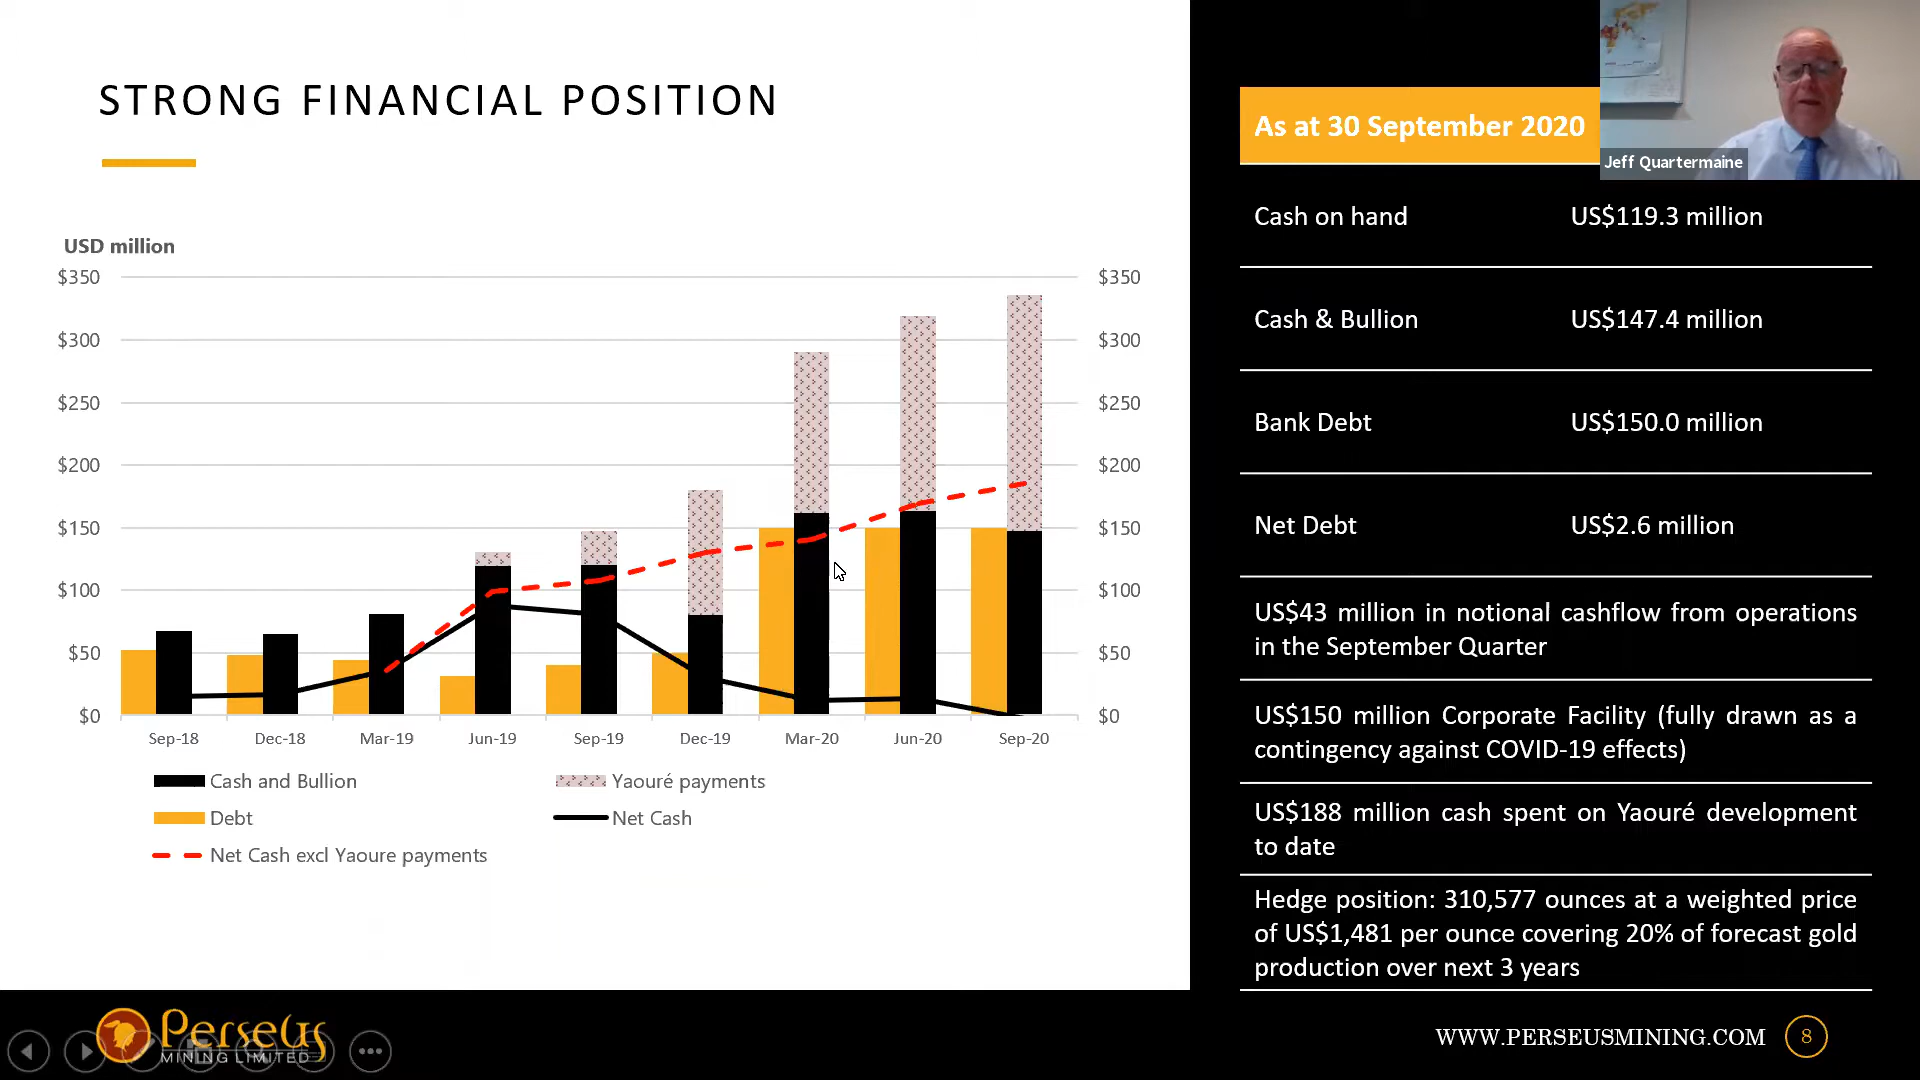 STRONG FINANCIAL POSITION
USD million
$350
$300
$250
$200
$150
$100
$50
$0
$350
$300
$250
$200
$150
$100
$50
$0
Sep-18 Dec-18 Mar-19 Jun-19 Sep-19 Dec-19 Mar-20 Jun-20 Sep-20
Cash and Bullion
Yaouré payments
Debt
Net Cash
Net Cash excl Yaoure payments
As at 30 September 2020
Jeff Quartermaine
Cash on hand US$119.3 million
Cash & Bullion US$147.4 million
Bank Debt US$150.0 million
Net Debt US$2.6 million
US$43 million in notional cashflow from operations
in the September Quarter
US$150 million Corporate Facility (fully drawn as a
contingency against COVID-19 effects)
US$188 million cash spent on Yaouré development
to date
Hedge position: 310,577 ounces at a weighted price
of US$1,481 per ounce covering 20% of forecast gold
production over next 3 years
Perseus
MINING LIMITED
WWW.PERSEUSMINING.COM 8